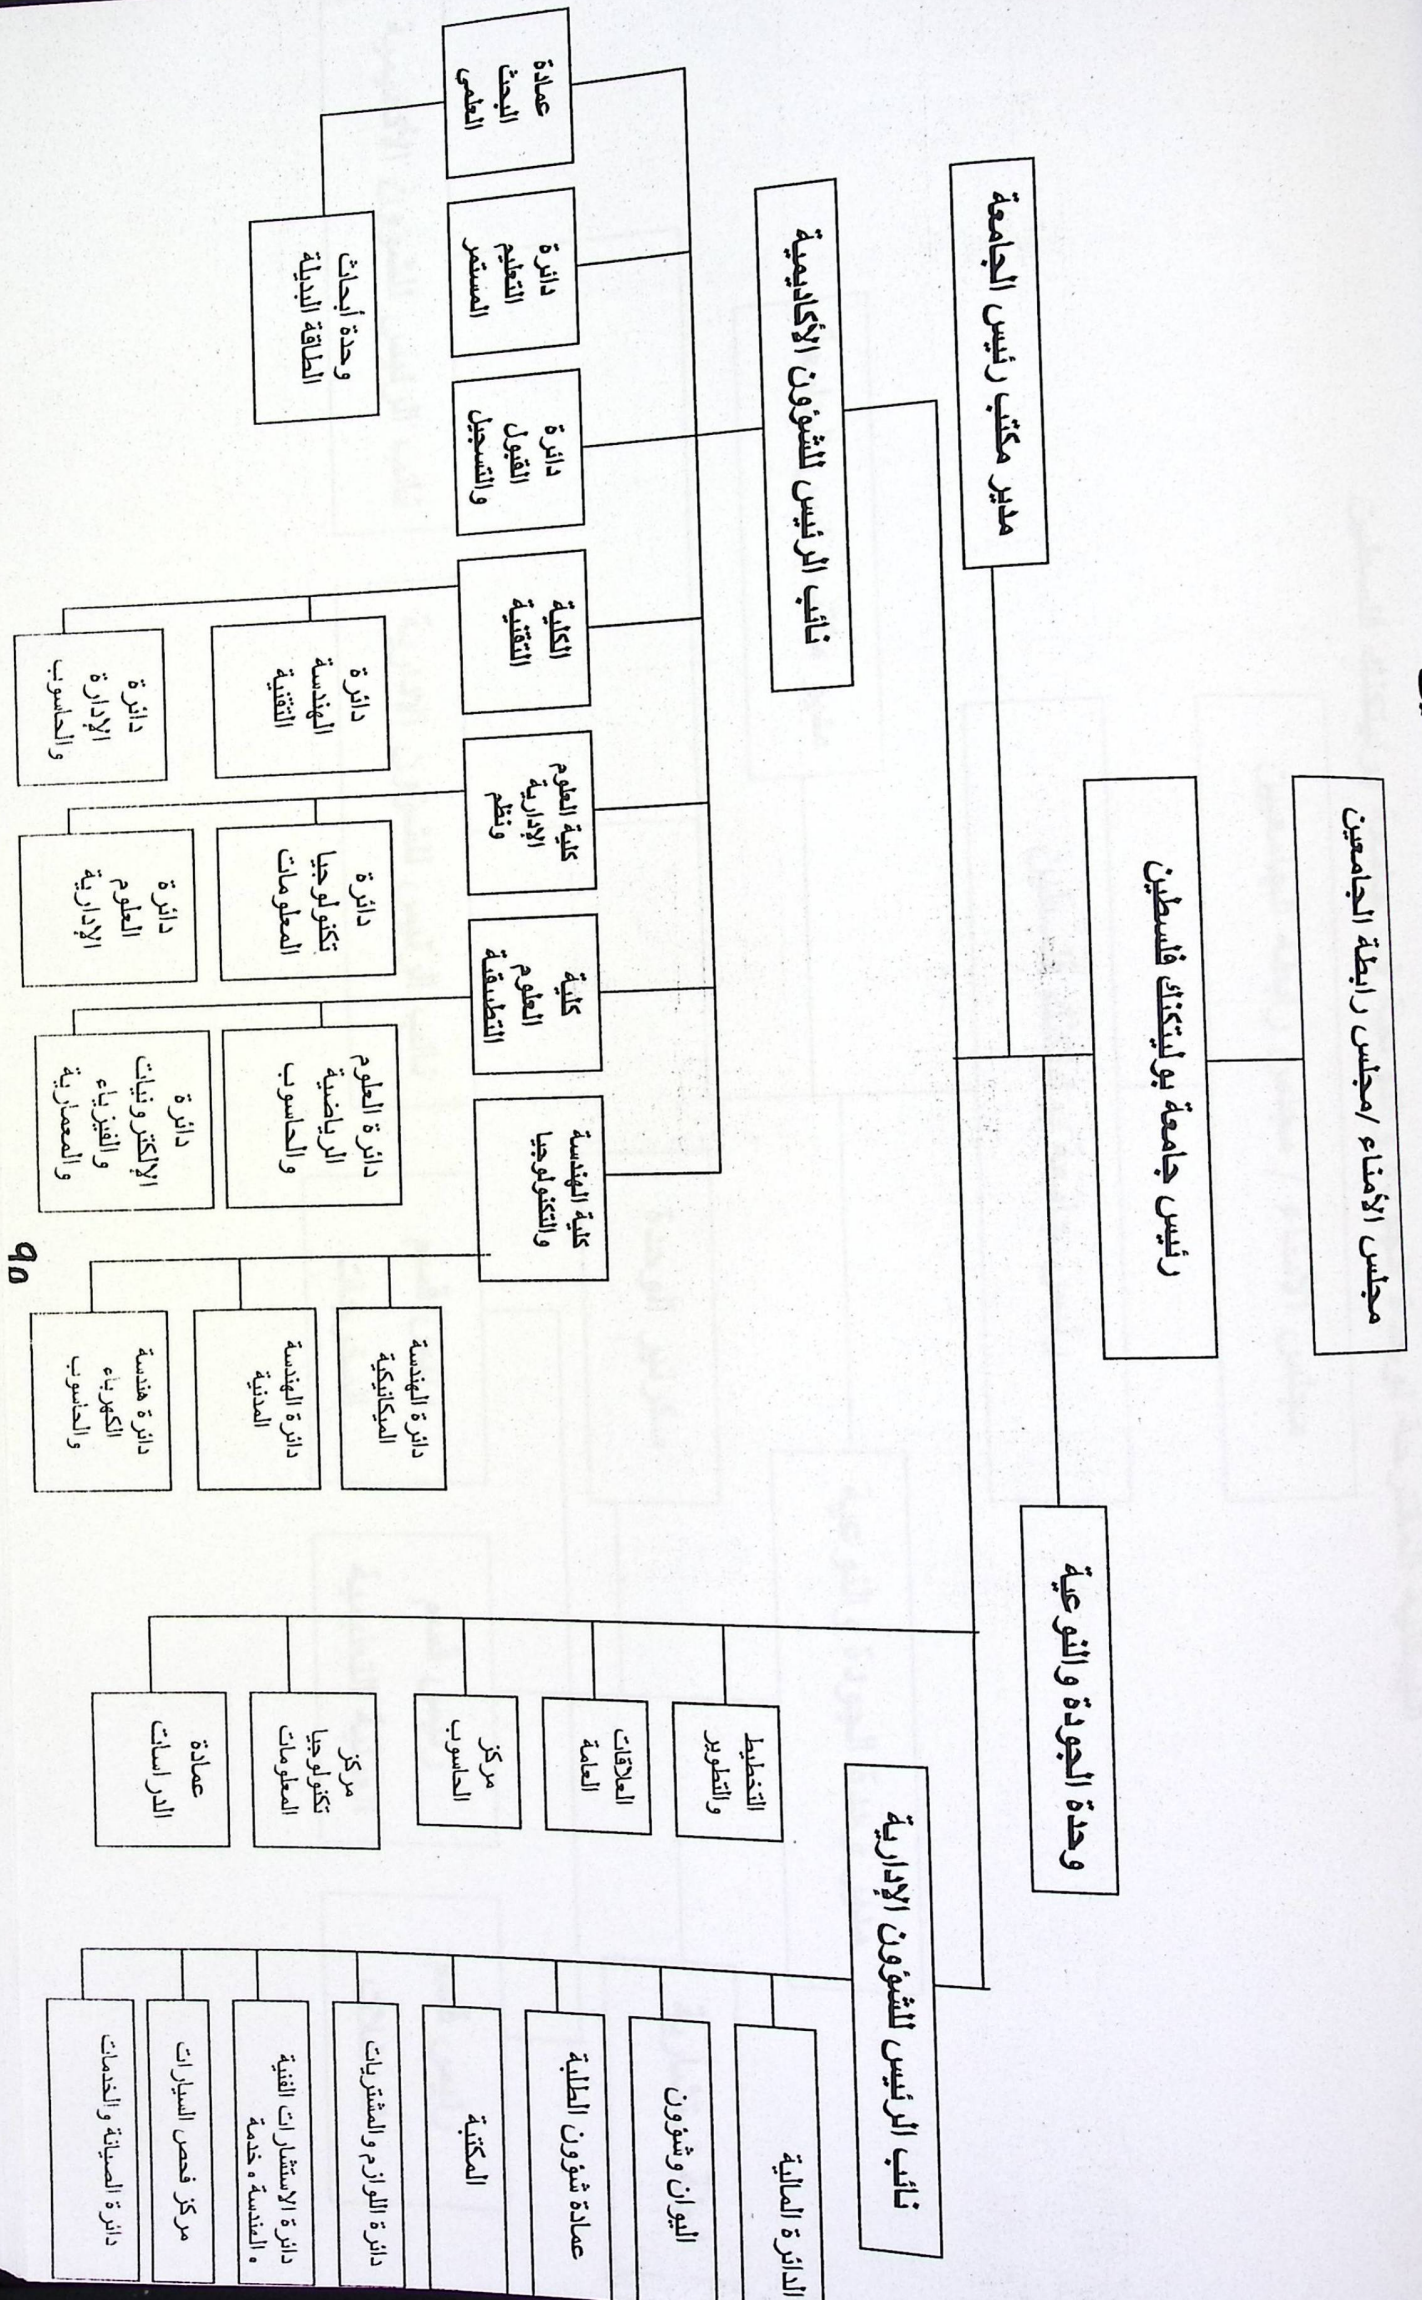 مجلس الأمناء /مجلس رابطة الجامعين
رئيس جامعة بوليتكنك فلسطين
مدير مكتب رئيس الجامعة
وحدة الجودة والنوعية
نائب الرئيس للشؤون الأكاديمية
نائب الرئيس للشؤون الإدارية
عمادة
البحث
العلمي
دائرة
التعليم
المستمر
دائرة
القبول
والتسجيل
الكلية
التقنية
كلية العلوم
الإدارية
ونظم
كلية
العلوم
التطبيقية
كلية الهندسة
والتكنولوجيا
وحدة أبحاث
الطاقة البديلة
دائرة
الهندسة
التقنية
دائرة
الإدارة
والحاسوب
دائرة
تكنولوجيا
المعلومات
دائرة
العلوم
الإدارية
دائرة العلوم
الرياضية
والحاسوب
دائرة
الإلكترونيات
والفيزياء
والمعمارية
دائرة الهندسة
الميكانيكية
دائرة الهندسة
المدنية
دائرة هندسة
الكهرباء
والحاسوب
التخطيط
والتطوير
العلاقات
العامة
مركز
الحاسوب
مركز
تكنولوجيا
المعلومات
عمادة
الدراسات
الدائرة المالية
اليوان وشؤون
عمادة شؤون الطلبة
المكتبة
دائرة اللوازم والمشتريات
دائرة الاستشارات الفنية
الهندسة خدمة
مركز فحص السيارات
دائرة الصيانة والخدمات
٩٥